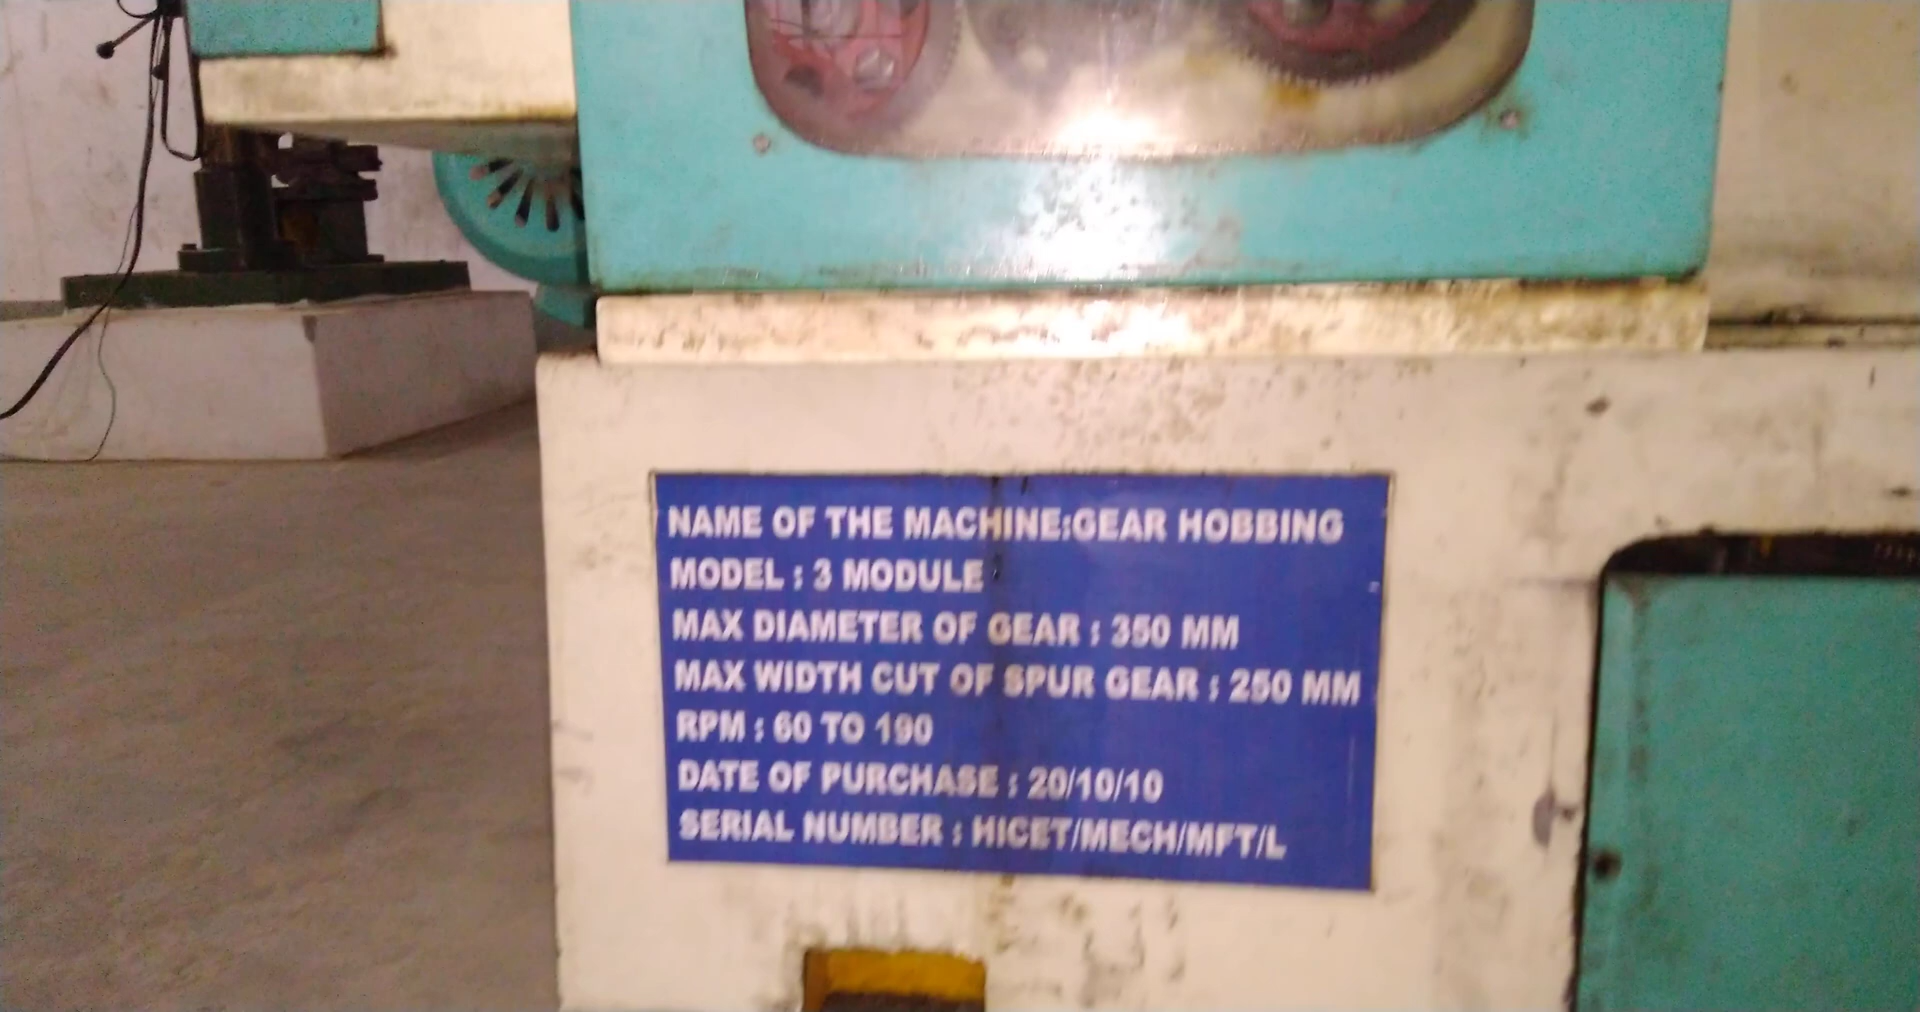 NAME OF THE MACHINE:GEAR HOBBING
MODEL : 3 MODULE
MAX DIAMETER OF GEAR : 350 MM
MAX WIDTH CUT OF SPUR GEAR : 250 MM
RPM : 60 TO 190
DATE OF PURCHASE : 20/10/10
SERIAL NUMBER : HICET/MECH/MFT/L